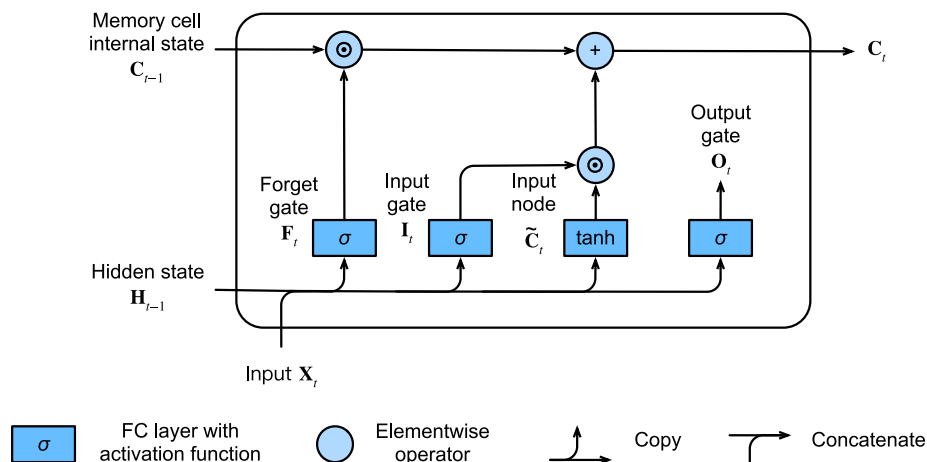 Memory cell
internal state
C_{t−1}
⊙
+
C_t
Output
gate
O_t
⊙
Forget
gate
F_t
Input
gate
I_t
Input
node
C̃_t
σ
σ
tanh
σ
Hidden state
H_{t−1}
Input X_t
σ
FC layer with
activation function
Elementwise
operator
Copy
Concatenate